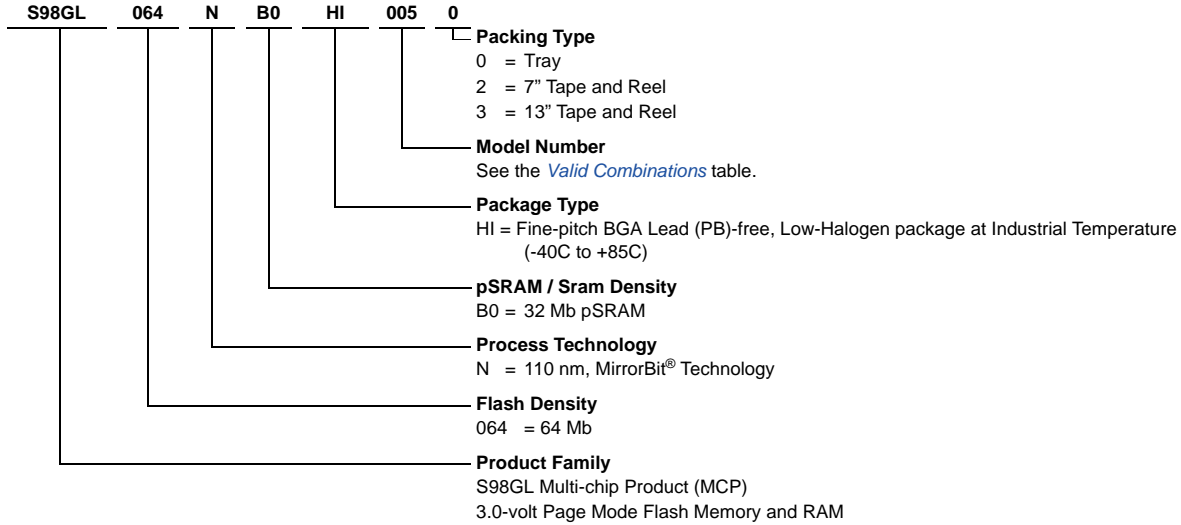 S98GL 064 N B0 HI 005 0
Packing Type
0 = Tray
2 = 7” Tape and Reel
3 = 13” Tape and Reel
Model Number
See the Valid Combinations table.
Package Type
HI = Fine-pitch BGA Lead (PB)-free, Low-Halogen package at Industrial Temperature
(-40C to +85C)
pSRAM / Sram Density
B0 = 32 Mb pSRAM
Process Technology
N = 110 nm, MirrorBit® Technology
Flash Density
064 = 64 Mb
Product Family
S98GL Multi-chip Product (MCP)
3.0-volt Page Mode Flash Memory and RAM